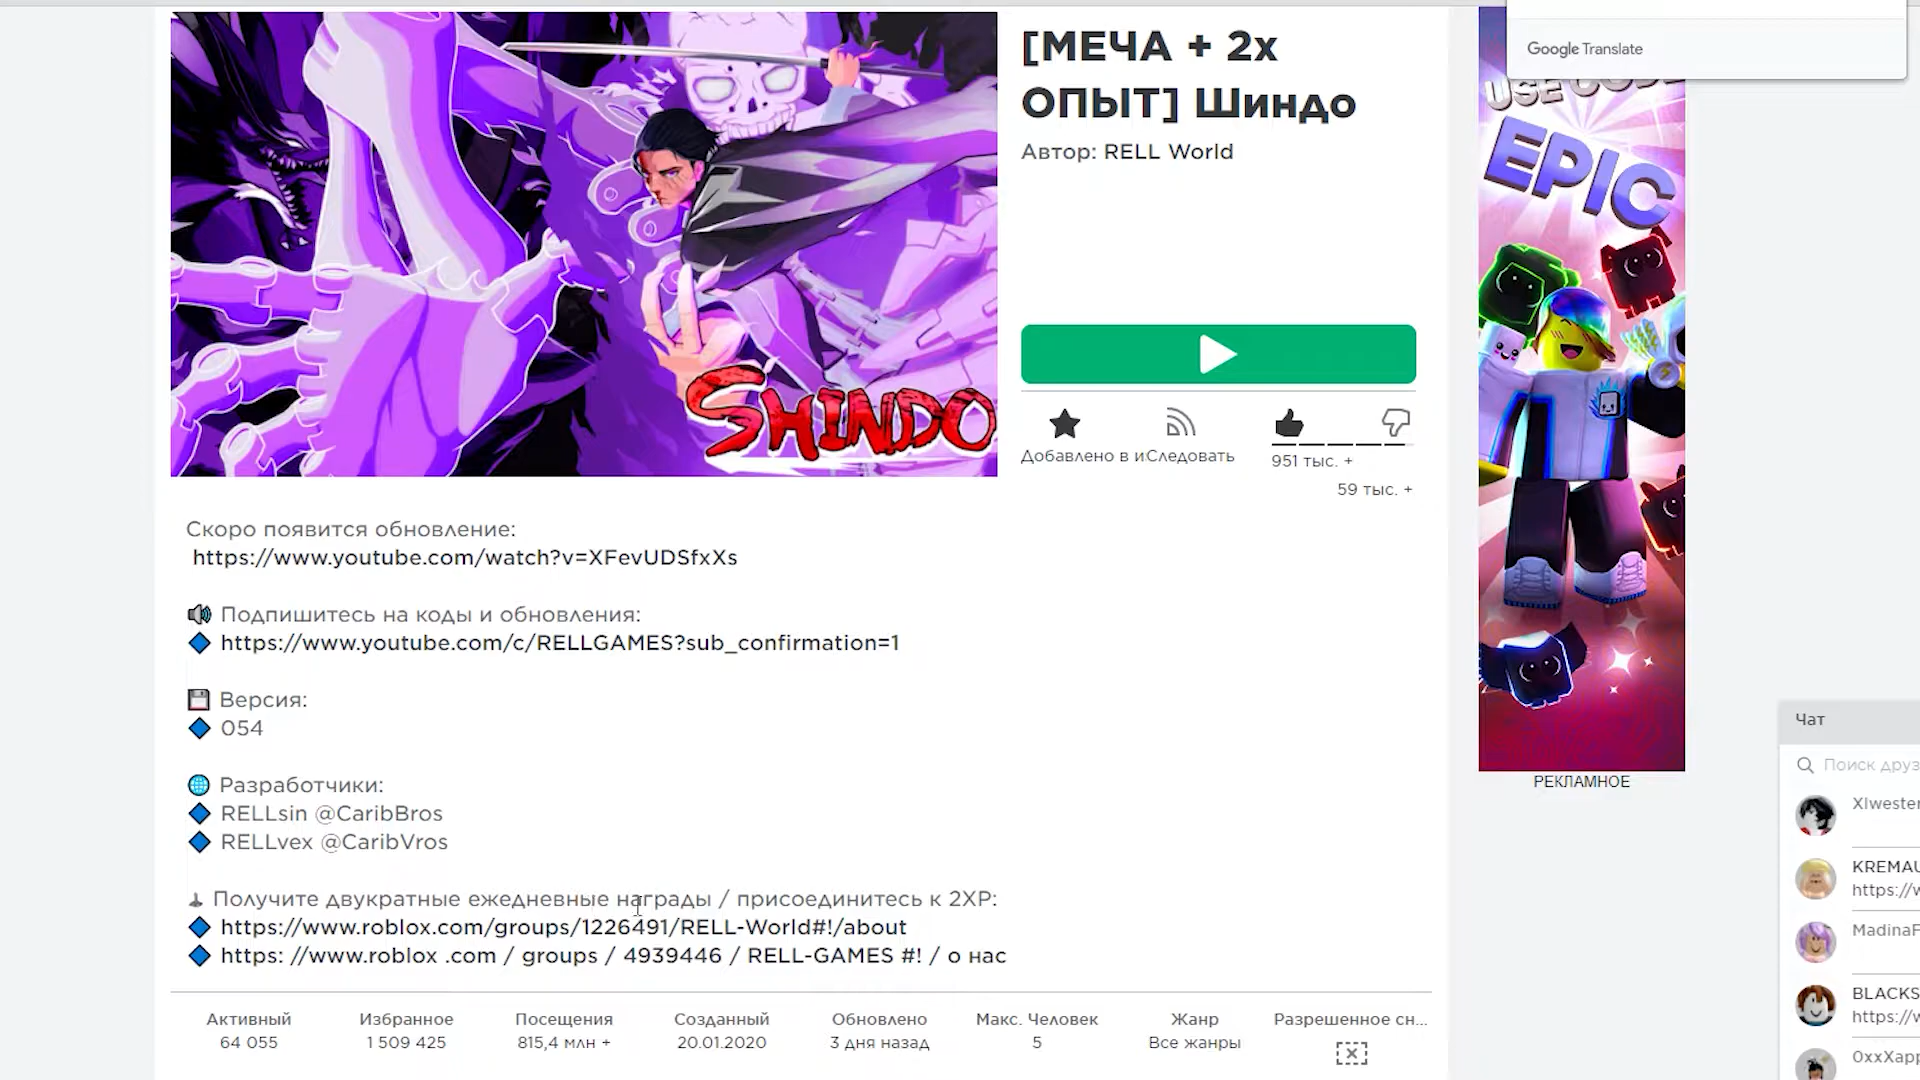 Google Translate
[МЕЧА + 2x
ОПЫТ] Шиндо
Автор: RELL World
SHINDO
Добавлено в и
Следовать
951 тыс. +
59 тыс. +
Скоро появится обновление:
https://www.youtube.com/watch?v=XFevUDSfxXs
Подпишитесь на коды и обновления:
https://www.youtube.com/c/RELLGAMES?sub_confirmation=1
Версия:
054
Разработчики:
RELLsin @CaribBros
RELLvex @CaribVros
Получите двукратные ежедневные награды / присоединитесь к 2XP:
https://www.roblox.com/groups/1226491/RELL-World#!/about
https: //www.roblox .com / groups / 4939446 / RELL-GAMES #! / о нас
Активный
64 055
Избранное
1 509 425
Посещения
815,4 млн +
Созданный
20.01.2020
Обновлено
3 дня назад
Макс. Человек
5
Жанр
Все жанры
Разрешенное сн...
USE CODE
EPIC
РЕКЛАМНОЕ
Чат
Поиск друз
XIwester
KREMAU
https://w
MadinaF
BLACKS
https://w
0xxXapp